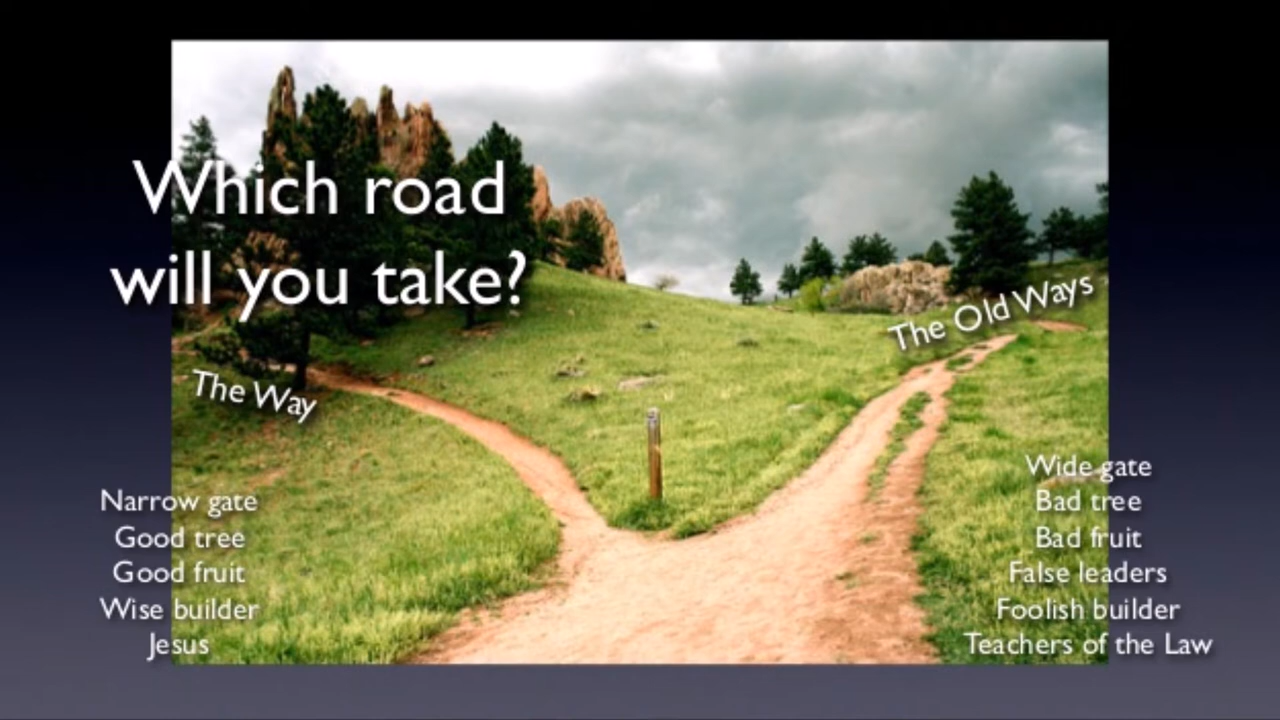 Which road
will you take?
The Way
The Old Ways
Narrow gate
Good tree
Good fruit
Wise builder
Jesus
Wide gate
Bad tree
Bad fruit
False leaders
Foolish builder
Teachers of the Law